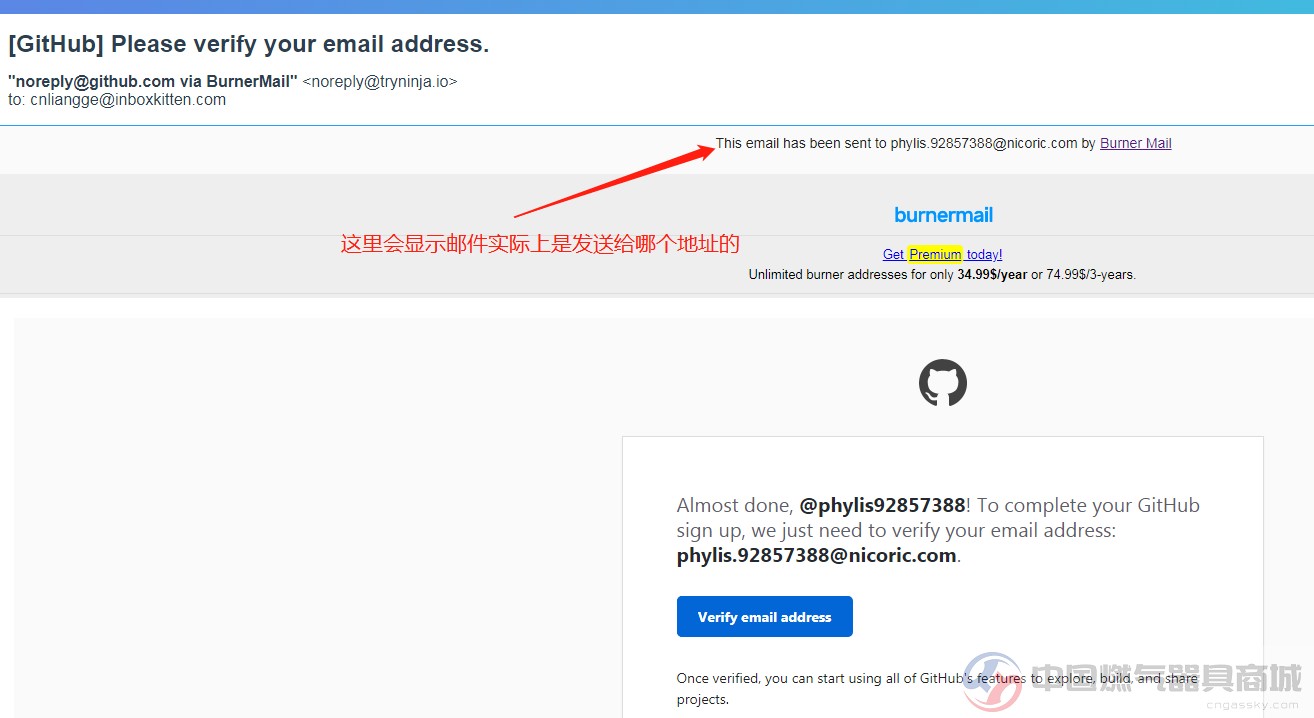 [GitHub] Please verify your email address.
"noreply@github.com via BurnerMail" <noreply@tryninja.io>
to: cnliangge@inboxkitten.com
This email has been sent to phylis.92857388@nicoric.com by Burner Mail
burnermail
这里会显示邮件实际上是发送给哪个地址的
Get Premium today!
Unlimited burner addresses for only 34.99$/year or 74.99$/3-years.
Almost done, @phylis92857388! To complete your GitHub
sign up, we just need to verify your email address:
phylis.92857388@nicoric.com.
Verify email address
Once verified, you can start using all of GitHub's features to explore, build, and share
projects.
中国燃气器具商城
cngassky.com